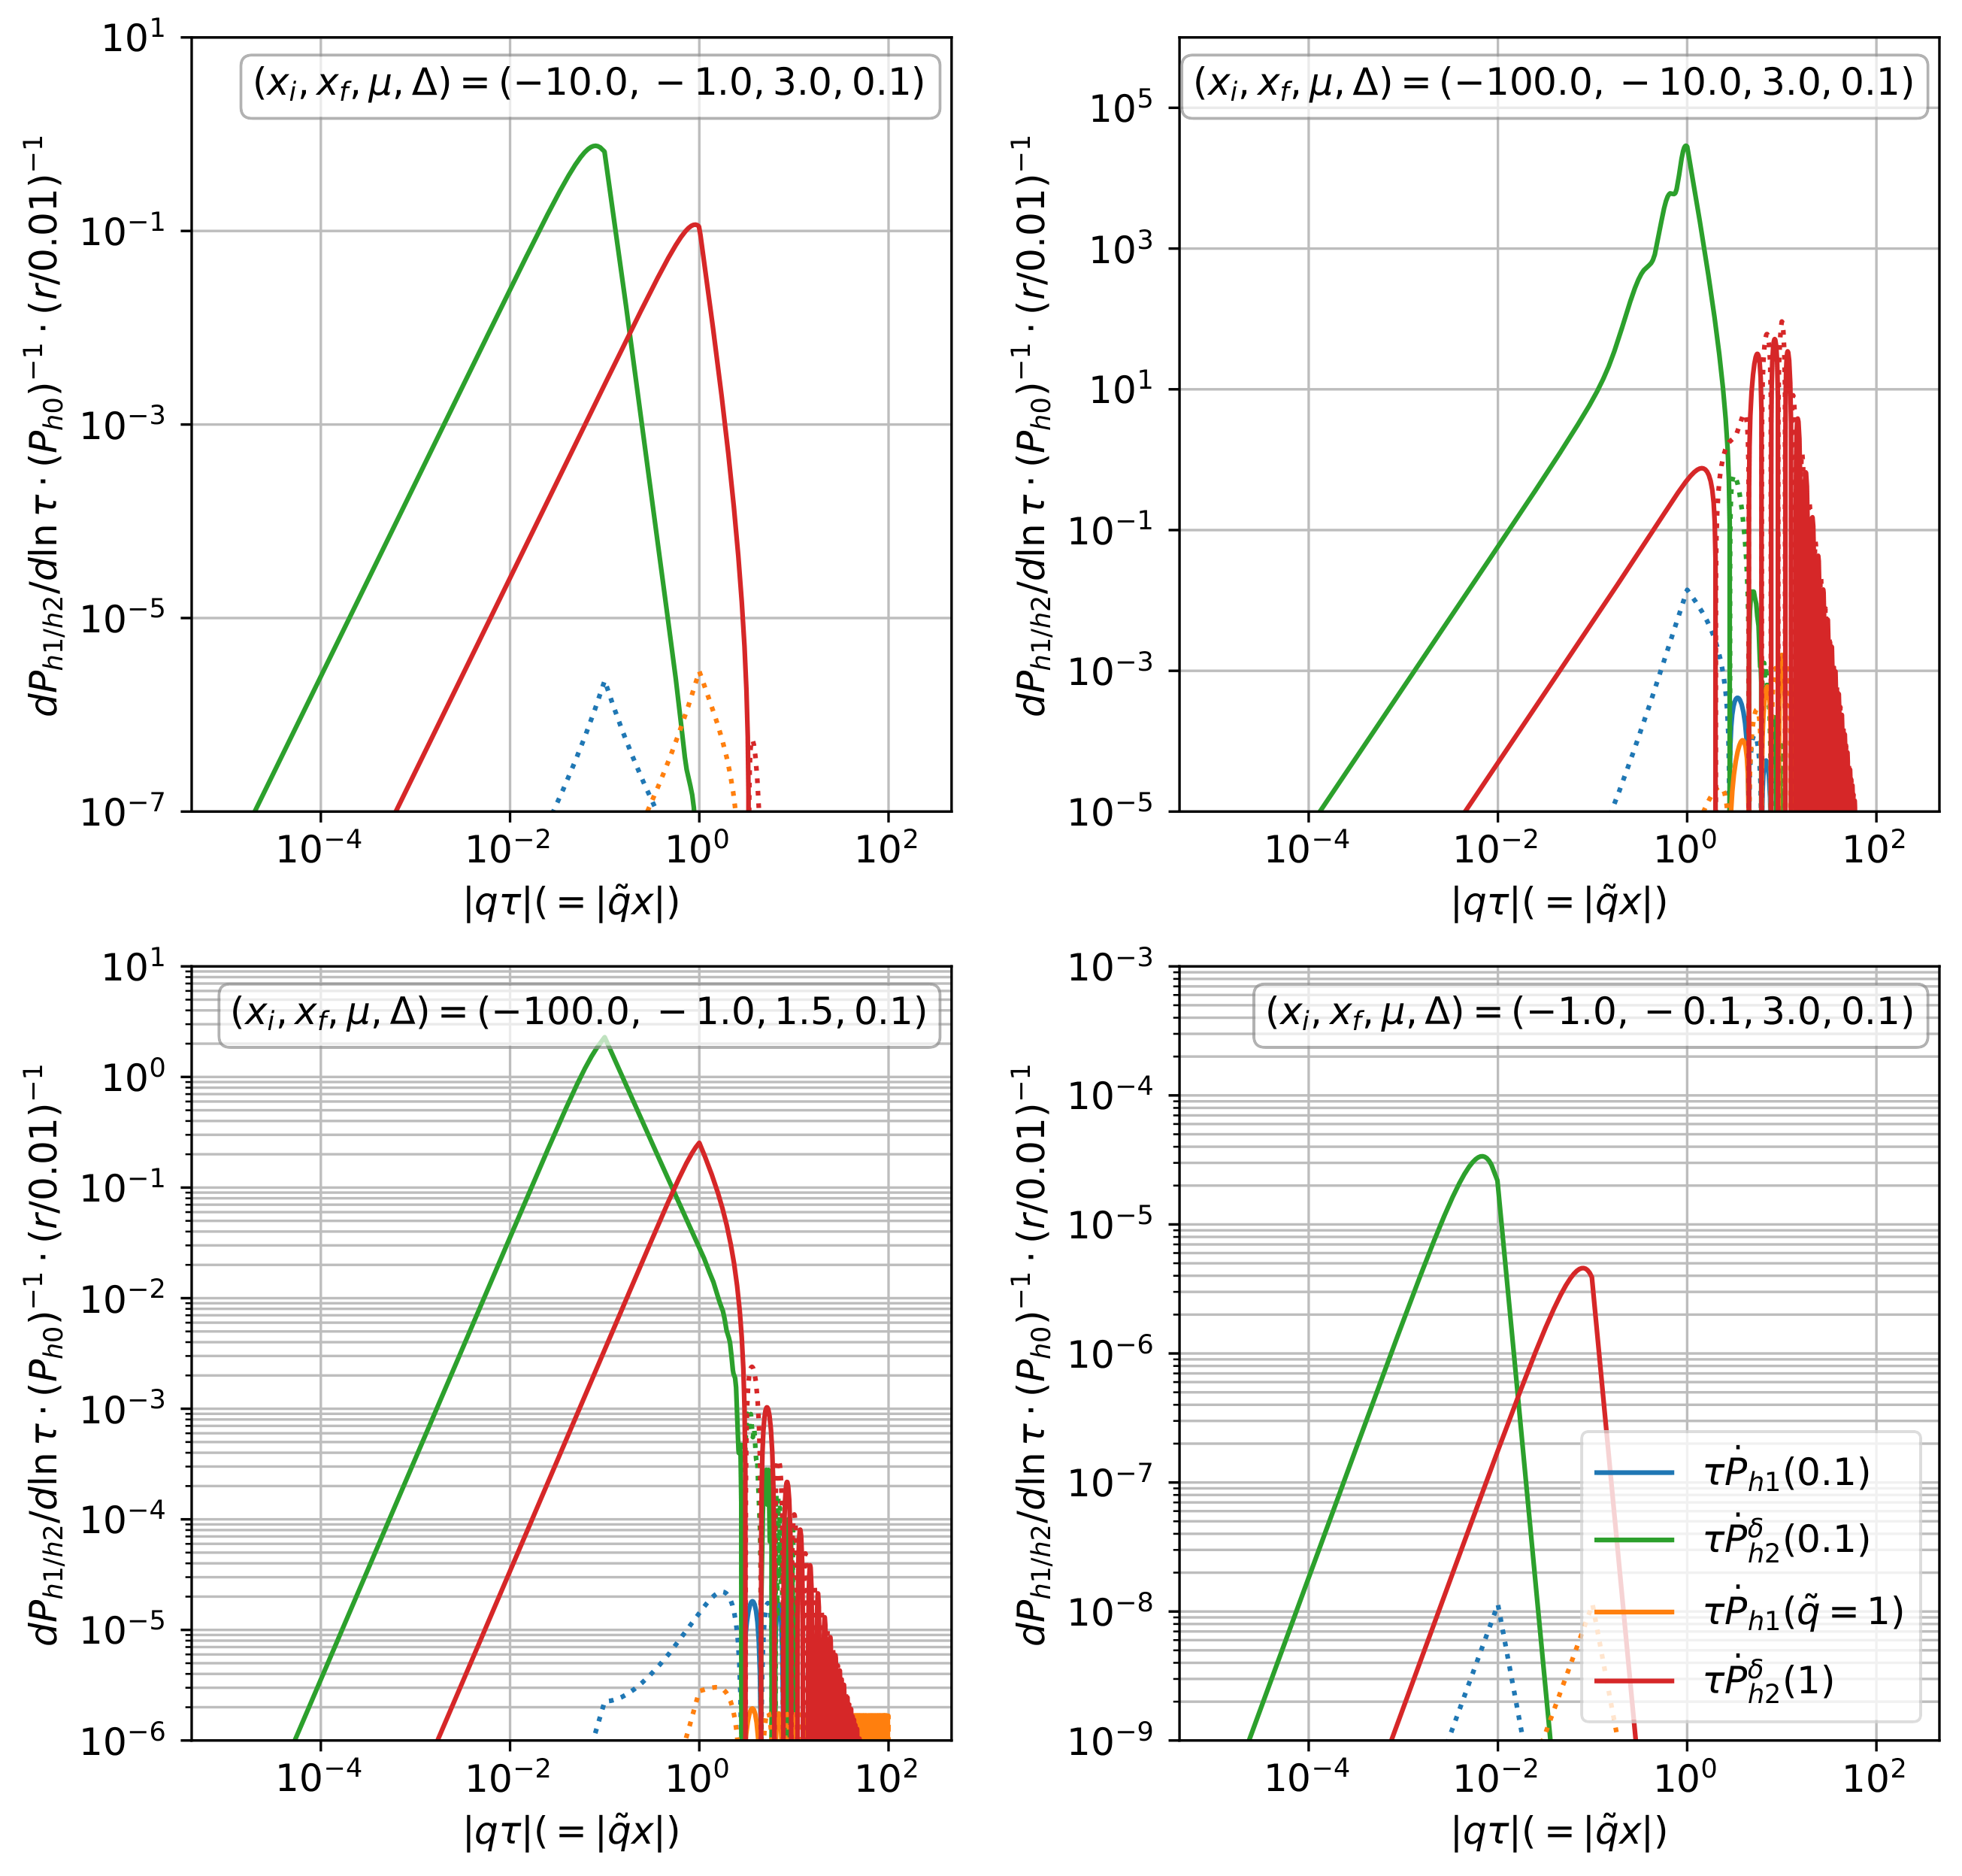 (x_i, x_f, μ, Δ) = (−10.0, −1.0, 3.0, 0.1)
dP_{h1/h2}/dln τ · (P_{h0})^{−1} · (r/0.01)^{−1}
10^1
10^{−1}
10^{−3}
10^{−5}
10^{−7}
10^{−4} 10^{−2} 10^0 10^2
|qτ|(= |q̃x|)
(x_i, x_f, μ, Δ) = (−100.0, −10.0, 3.0, 0.1)
dP_{h1/h2}/dln τ · (P_{h0})^{−1} · (r/0.01)^{−1}
10^5
10^3
10^1
10^{−1}
10^{−3}
10^{−5}
10^{−4} 10^{−2} 10^0 10^2
|qτ|(= |q̃x|)
(x_i, x_f, μ, Δ) = (−100.0, −1.0, 1.5, 0.1)
dP_{h1/h2}/dln τ · (P_{h0})^{−1} · (r/0.01)^{−1}
10^1
10^0
10^{−1}
10^{−2}
10^{−3}
10^{−4}
10^{−5}
10^{−6}
10^{−4} 10^{−2} 10^0 10^2
|qτ|(= |q̃x|)
(x_i, x_f, μ, Δ) = (−1.0, −0.1, 3.0, 0.1)
dP_{h1/h2}/dln τ · (P_{h0})^{−1} · (r/0.01)^{−1}
10^{−3}
10^{−4}
10^{−5}
10^{−6}
10^{−7}
10^{−8}
10^{−9}
τṖ_{h1}(0.1)
τṖ^δ_{h2}(0.1)
τṖ_{h1}(q̃ = 1)
τṖ^δ_{h2}(1)
10^{−4} 10^{−2} 10^0 10^2
|qτ|(= |q̃x|)